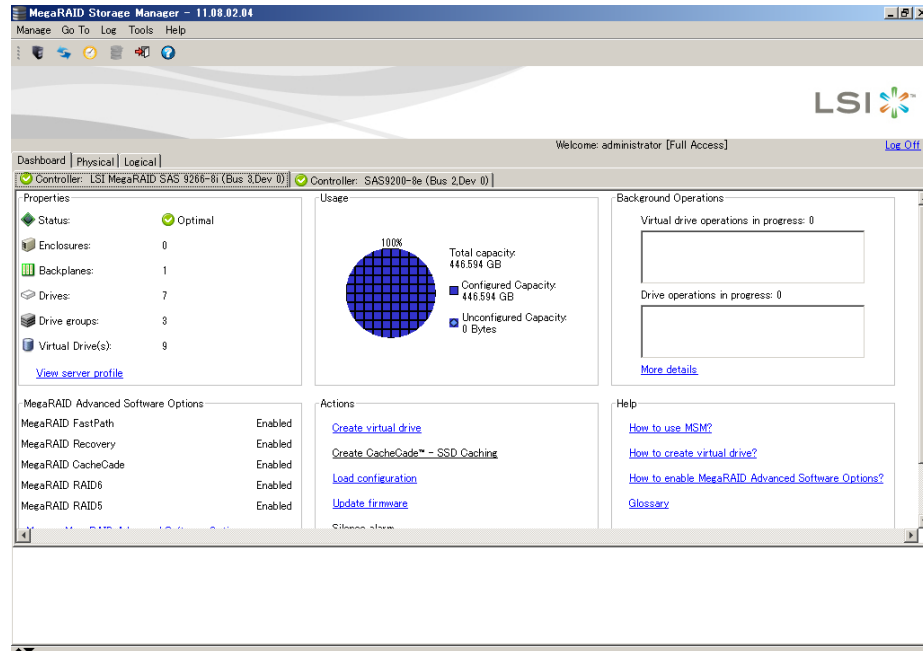 MegaRAID Storage Manager - 11.08.02.04
Manage Go To Log Tools Help
LSI
Welcome: administrator [Full Access]
Log Off
Dashboard Physical Logical
Controller: LSI MegaRAID SAS 9266-8i (Bus 3,Dev 0) Controller: SAS9200-8e (Bus 2,Dev 0)
Properties
Status: Optimal
Enclosures: 0
Backplanes: 1
Drives: 7
Drive groups: 3
Virtual Drive(s): 9
View server profile
Usage
100%
Total capacity:
446.594 GB
Configured Capacity:
446.594 GB
Unconfigured Capacity:
0 Bytes
Background Operations
Virtual drive operations in progress: 0
Drive operations in progress: 0
More details
MegaRAID Advanced Software Options
MegaRAID FastPath Enabled
MegaRAID Recovery Enabled
MegaRAID CacheCade Enabled
MegaRAID RAID6 Enabled
MegaRAID RAID5 Enabled
Actions
Create virtual drive
Create CacheCade™ - SSD Caching
Load configuration
Update firmware
Silence alarm
Help
How to use MSM?
How to create virtual drive?
How to enable MegaRAID Advanced Software Options?
Glossary